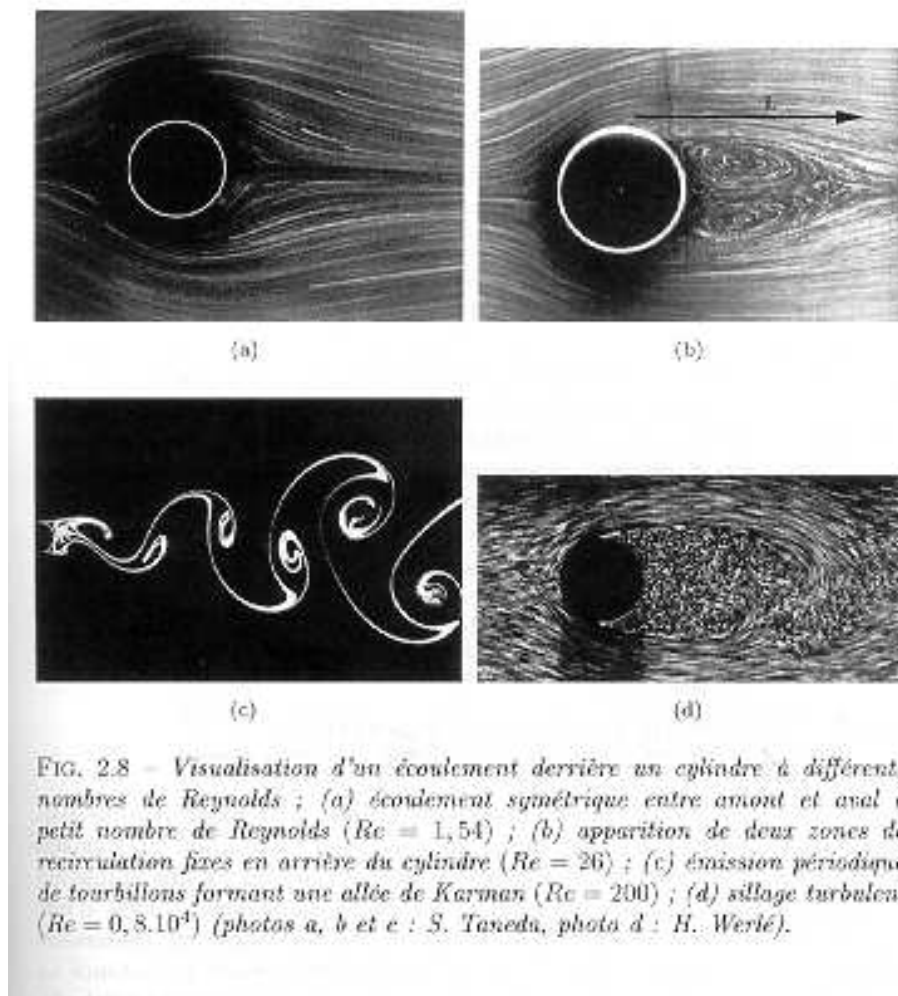 L
(a)
(b)
(c)
(d)
FIG. 2.8 – Visualisation d'un écoulement derrière un cylindre à différent
nombres de Reynolds ; (a) écoulement symétrique entre amont et aval
petit nombre de Reynolds (Re = 1,54) ; (b) apparition de deux zones de
recirculation fixes en arrière du cylindre (Re = 26) ; (c) émission périodique
de tourbillons formant une allée de Karman (Re = 200) ; (d) sillage turbulen
(Re = 0,8.10⁴) (photos a, b et c : S. Taneda, photo d : H. Werlé).